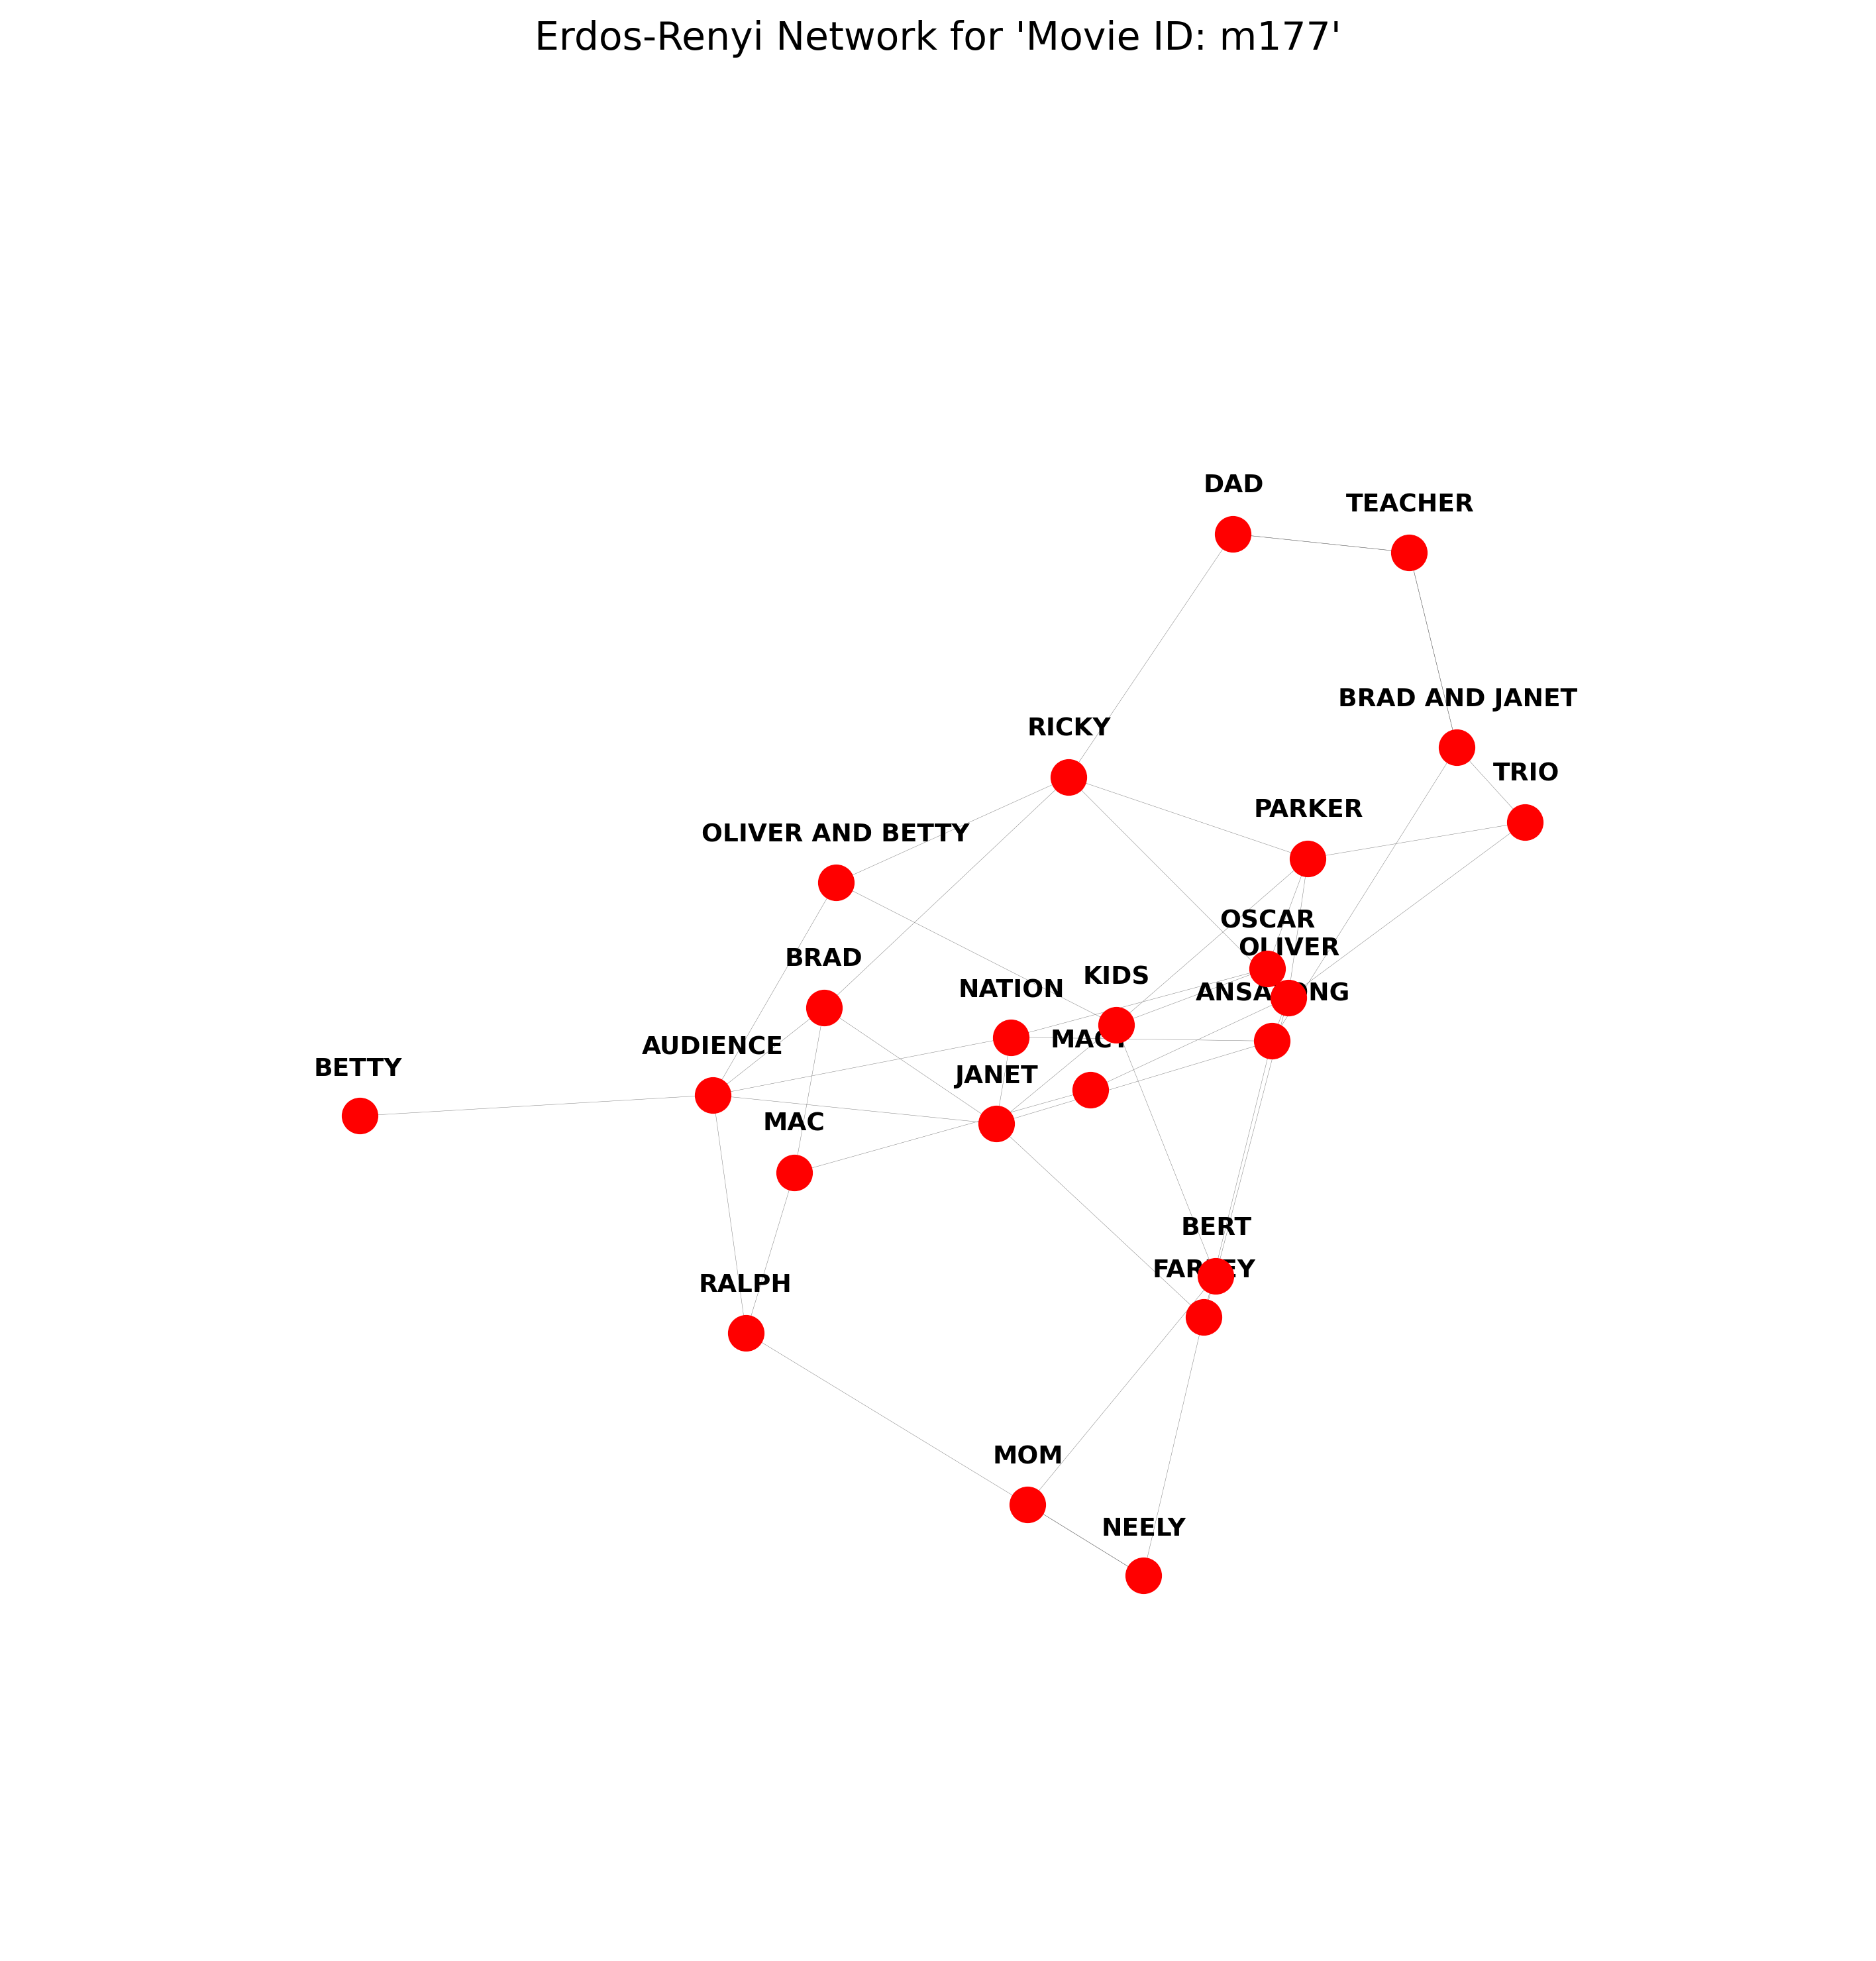 Erdos-Renyi Network for 'Movie ID: m177'
DAD
TEACHER
BRAD AND JANET
RICKY
TRIO
PARKER
OLIVER AND BETTY
OSCAR
OLIVER
BRAD
KIDS
NATION
MACY
AUDIENCE
BETTY
JANET
MAC
BERT
RALPH
MOM
NEELY